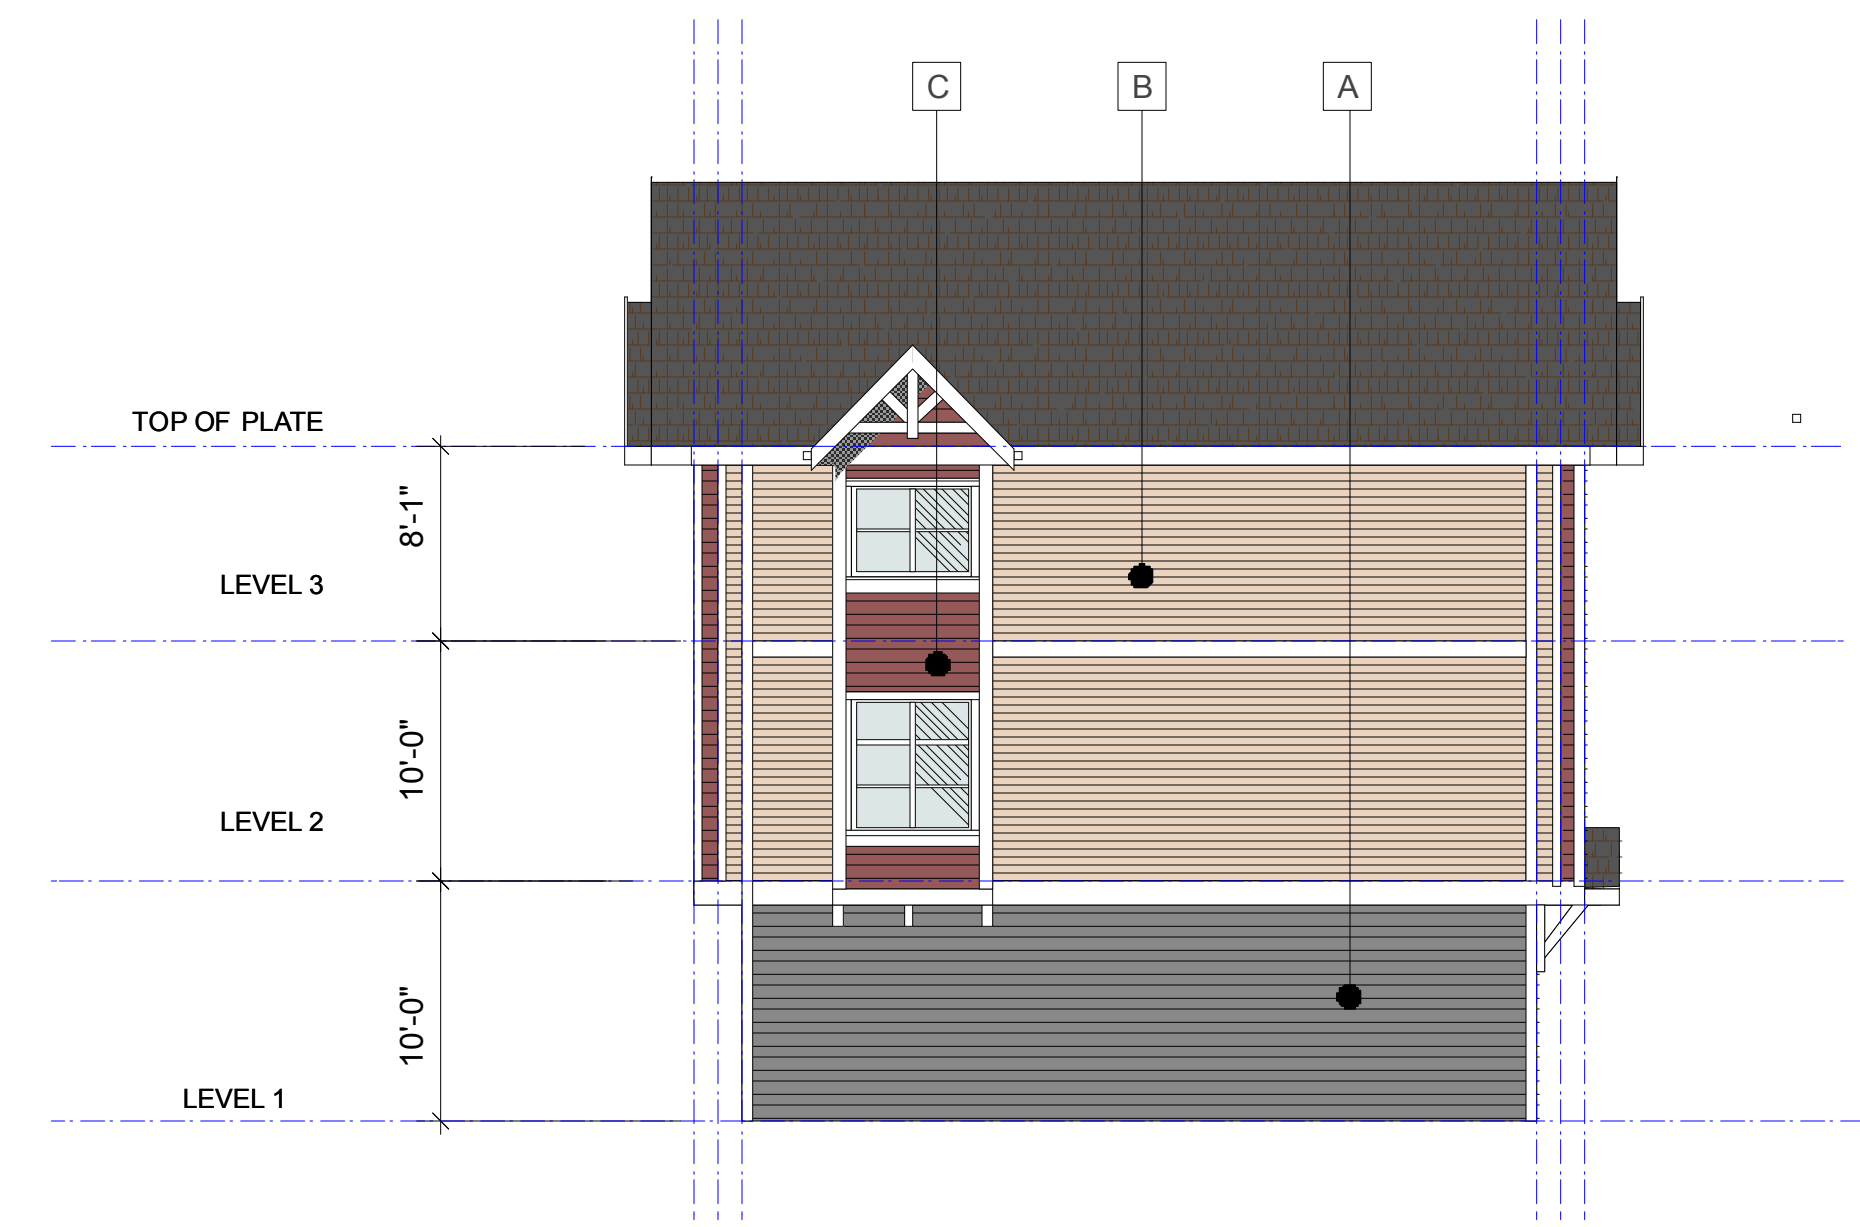 C B A
TOP OF PLATE
8'-1"
LEVEL 3
10'-0"
LEVEL 2
10'-0"
LEVEL 1